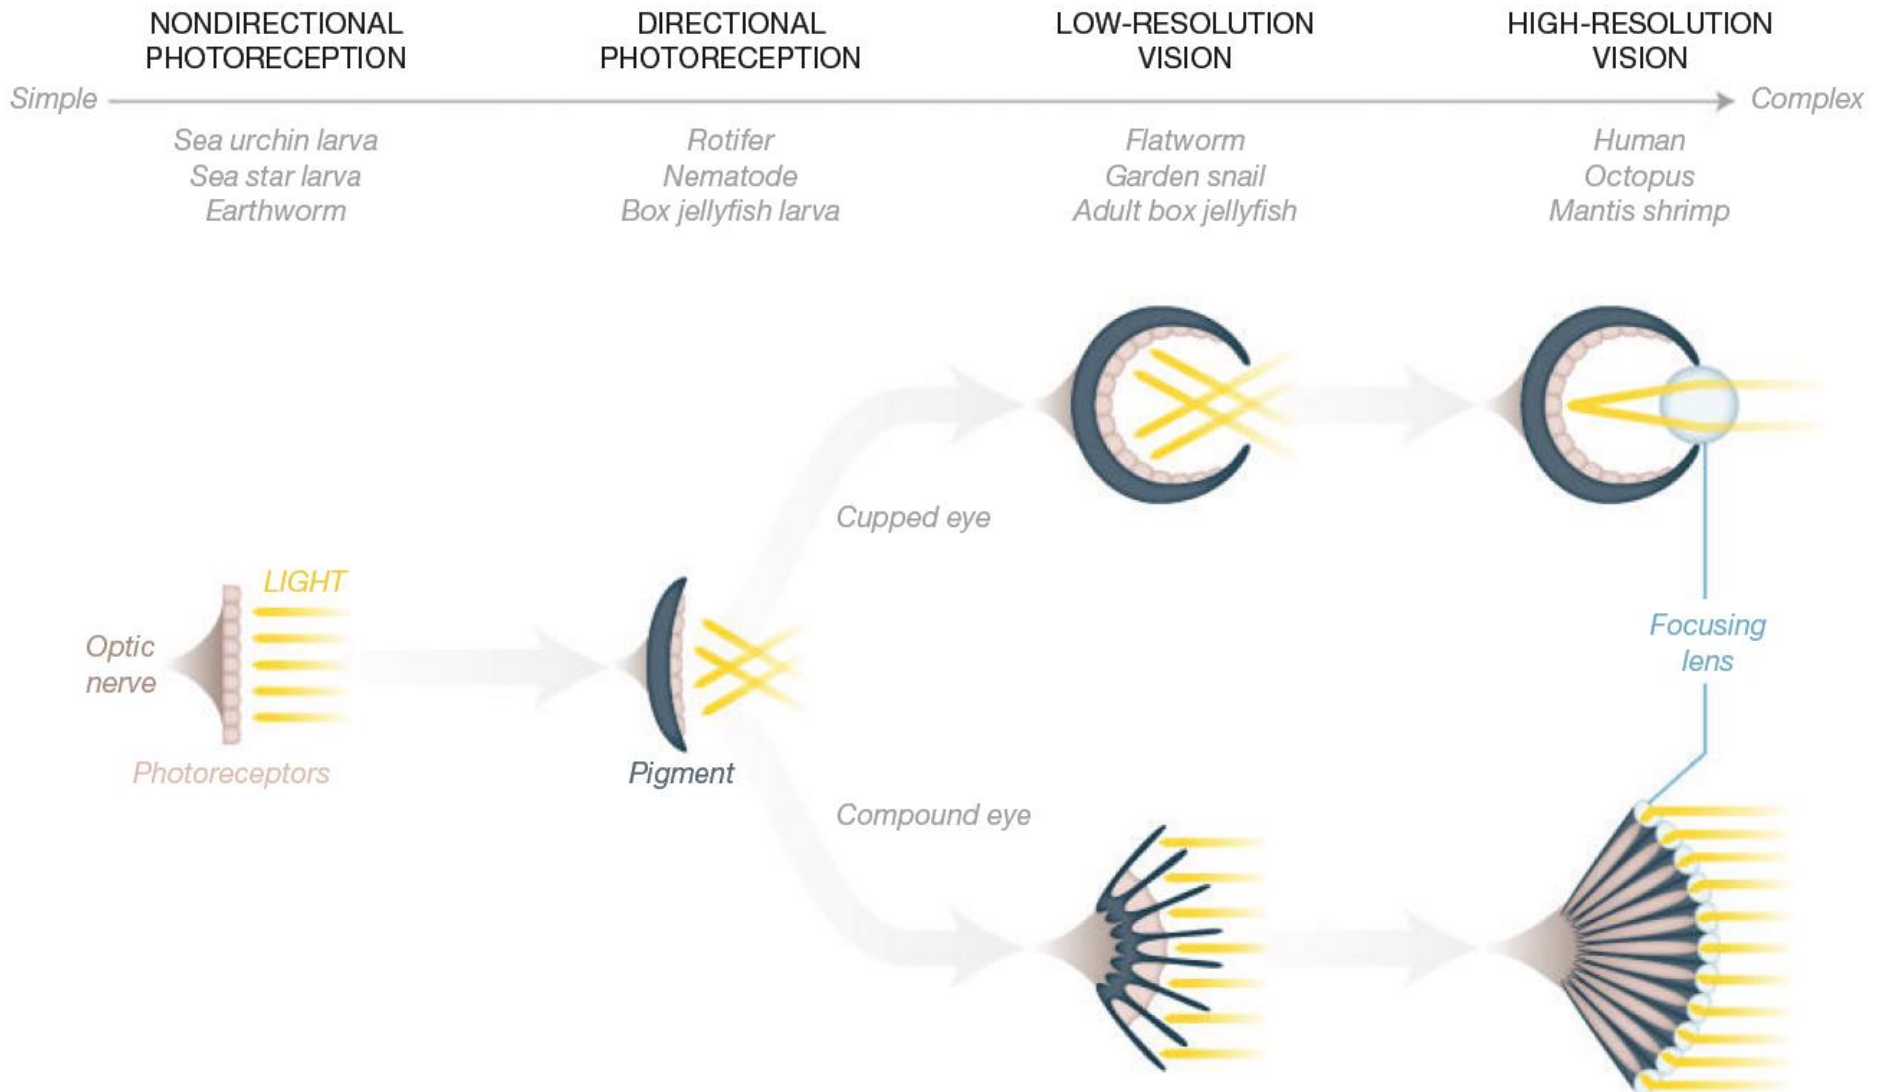 NONDIRECTIONAL
PHOTORECEPTION
DIRECTIONAL
PHOTORECEPTION
LOW-RESOLUTION
VISION
HIGH-RESOLUTION
VISION
Simple
Complex
Sea urchin larva
Sea star larva
Earthworm
Rotifer
Nematode
Box jellyfish larva
Flatworm
Garden snail
Adult box jellyfish
Human
Octopus
Mantis shrimp
Cupped eye
LIGHT
Optic
nerve
Photoreceptors
Pigment
Focusing
lens
Compound eye